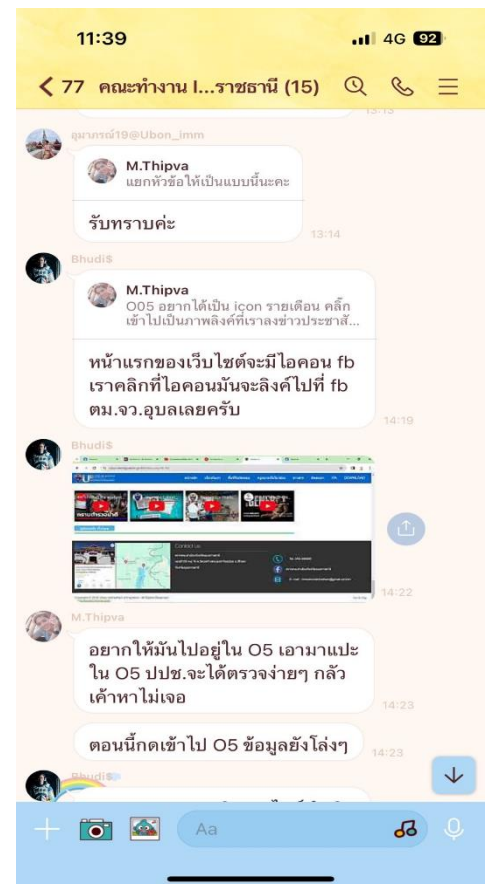 11:39
4G 92
77 คณะทำงาน I...ราชธานี (15)
13:13
อุมาภรณ์19@Ubon_imm
M.Thipva
แยกหัวข้อให้เป็นแบบนี้นะคะ
รับทราบค่ะ
13:14
Bhudi$
M.Thipva
O05 อยากได้เป็น icon รายเดือน คลิ๊ก
เข้าไปเป็นภาพลิงค์ที่เราลงข่าวประชาสั...
หน้าแรกของเว็บไซต์จะมีไอคอน fb
เราคลิกที่ไอคอนมันจะลิงค์ไปที่ fb
ตม.จว.อุบลเลยครับ
14:19
Bhudi$
Contact us
14:22
M.Thipva
อยากให้มันไปอยู่ใน O5 เอามาแปะ
ใน O5 ปปช.จะได้ตรวจง่ายๆ กลัว
เค้าหาไม่เจอ
14:23
ตอนนี้กดเข้าไป O5 ข้อมูลยังโล่งๆ
14:23
Bhudi$
Aa